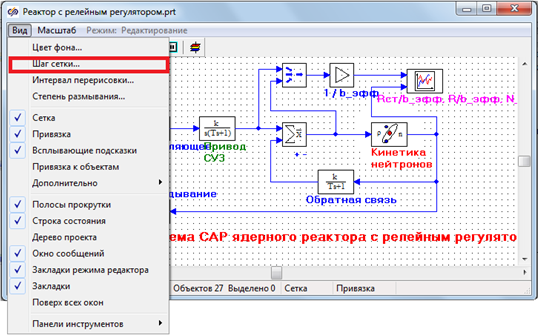 Реактор с релейным регулятором.prt
Вид Масштаб Режим: Редактирование
Цвет фона...
Шаг сетки...
Интервал перерисовки...
Степень размывания...
Сетка
Привязка
Всплывающие подсказки
Привязка к объектам
Дополнительно
Полосы прокрутки
Строка состояния
Дерево проекта
Окно сообщений
Закладки режима редактора
Закладки
Поверх всех окон
Панели инструментов
1 / b_эфф
Rст/b_эфф, R/b_эфф, N_
k
s(Ts+1)
ляющее
Привод
СУЗ
+ -
n
Кинетика
нейтронов
k
Ts+1
Обратная связь
дывание
ема САР ядерного реактора с релейным регулято
Объектов 27 Выделено 0 Сетка Привязка